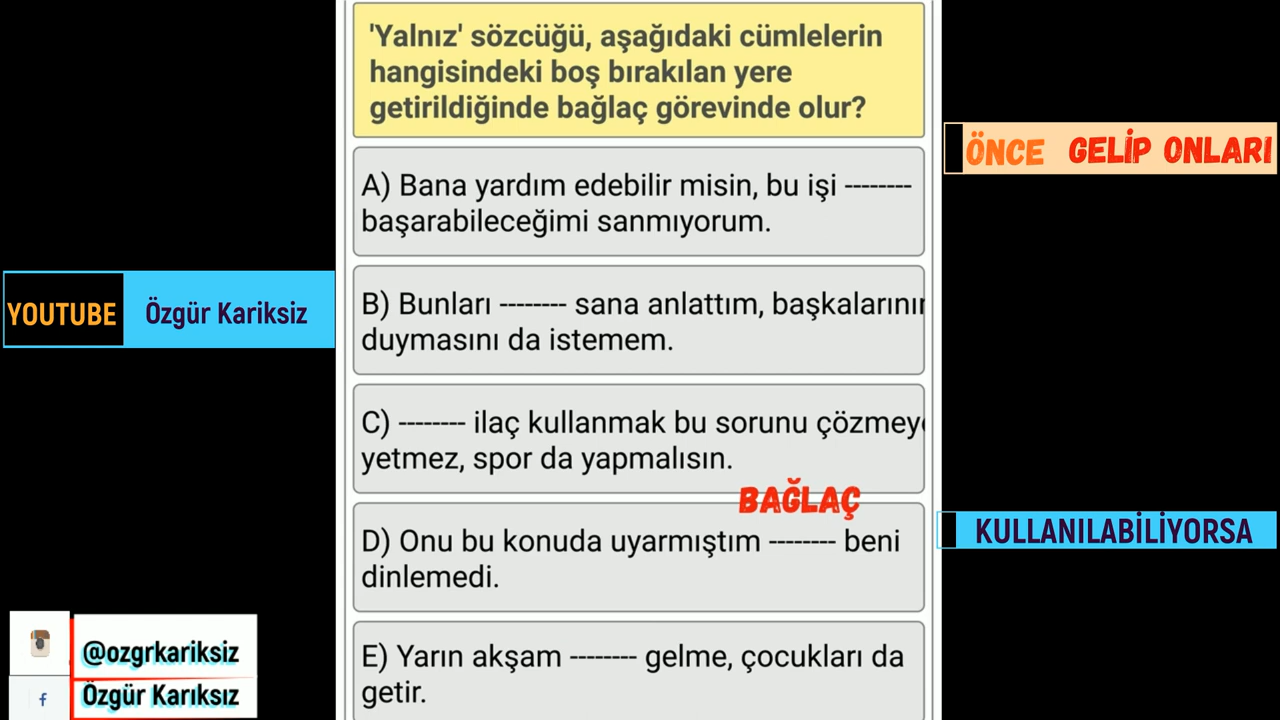 'Yalnız' sözcüğü, aşağıdaki cümlelerin
hangisindeki boş bırakılan yere
getirildiğinde bağlaç görevinde olur?
A) Bana yardım edebilir misin, bu işi --------
başarabileceğimi sanmıyorum.
B) Bunları -------- sana anlattım,
duymasını da istemem.
C) -------- ilaç kullanmak bu sorunu
yetmez, spor da yapmalısın.
BAĞLAÇ
D) Onu bu konuda uyarmıştım -------- beni
dinlemedi.
E) Yarın akşam -------- gelme, çocukları da
getir.
ÖNCE GELİP ONLARI
KULLANILABİLİYORSA
YOUTUBE Özgür Kariksiz
@ozgrkariksiz
f Özgür Karıksız